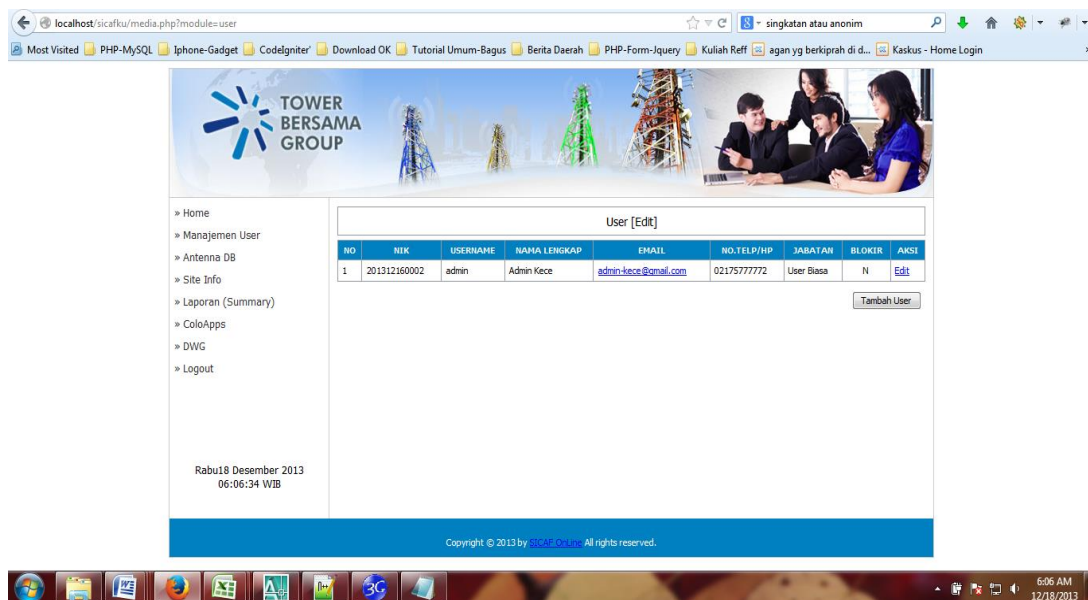 localhost/sicafku/media.php?module=user
singkatan atau anonim
Most Visited PHP-MySQL Iphone-Gadget CodeIgniter' Download OK Tutorial Umum-Bagus Berita Daerah PHP-Form-Jquery Kuliah Reff agan yg berkiprah di d... Kaskus - Home Login
TOWER
BERSAMA
GROUP
» Home
» Manajemen User
» Antenna DB
» Site Info
» Laporan (Summary)
» ColoApps
» DWG
» Logout
Rabu18 Desember 2013
06:06:34 WIB
User [Edit]
NO NIK USERNAME NAMA LENGKAP EMAIL NO.TELP/HP JABATAN BLOKIR AKSI
1 201312160002 admin Admin Kece admin-kece@gmail.com 02175777772 User Biasa N Edit
Tambah User
Copyright © 2013 by SICAF OnLine All rights reserved.
3G
6:06 AM
12/18/2013